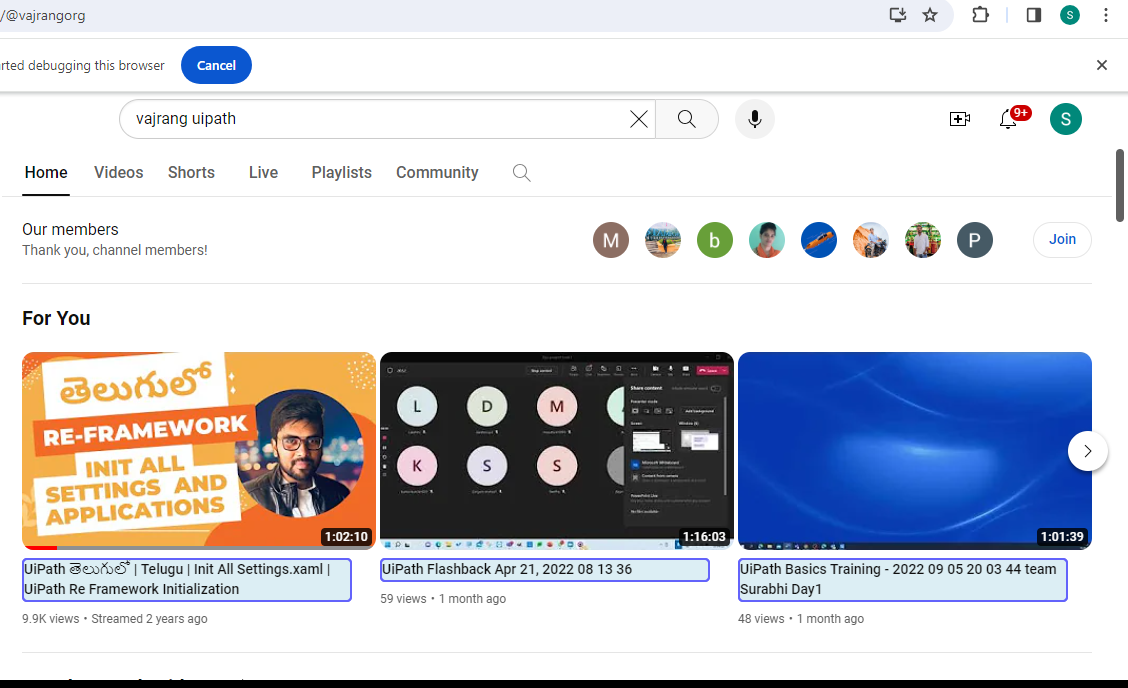 /@vajrangorg
S
rted debugging this browser
Cancel
vajrang uipath
9+
S
Home Videos Shorts Live Playlists Community
Our members
Thank you, channel members!
M b P
Join
For You
తెలుగులో
RE-FRAMEWORK
INIT ALL
SETTINGS AND
APPLICATIONS
1:02:10
L D M
K S S
Share content
1:16:03
1:01:39
UiPath తెలుగులో | Telugu | Init All Settings.xaml |
UiPath Re Framework Initialization
9.9K views • Streamed 2 years ago
UiPath Flashback Apr 21, 2022 08 13 36
59 views • 1 month ago
UiPath Basics Training - 2022 09 05 20 03 44 team
Surabhi Day1
48 views • 1 month ago